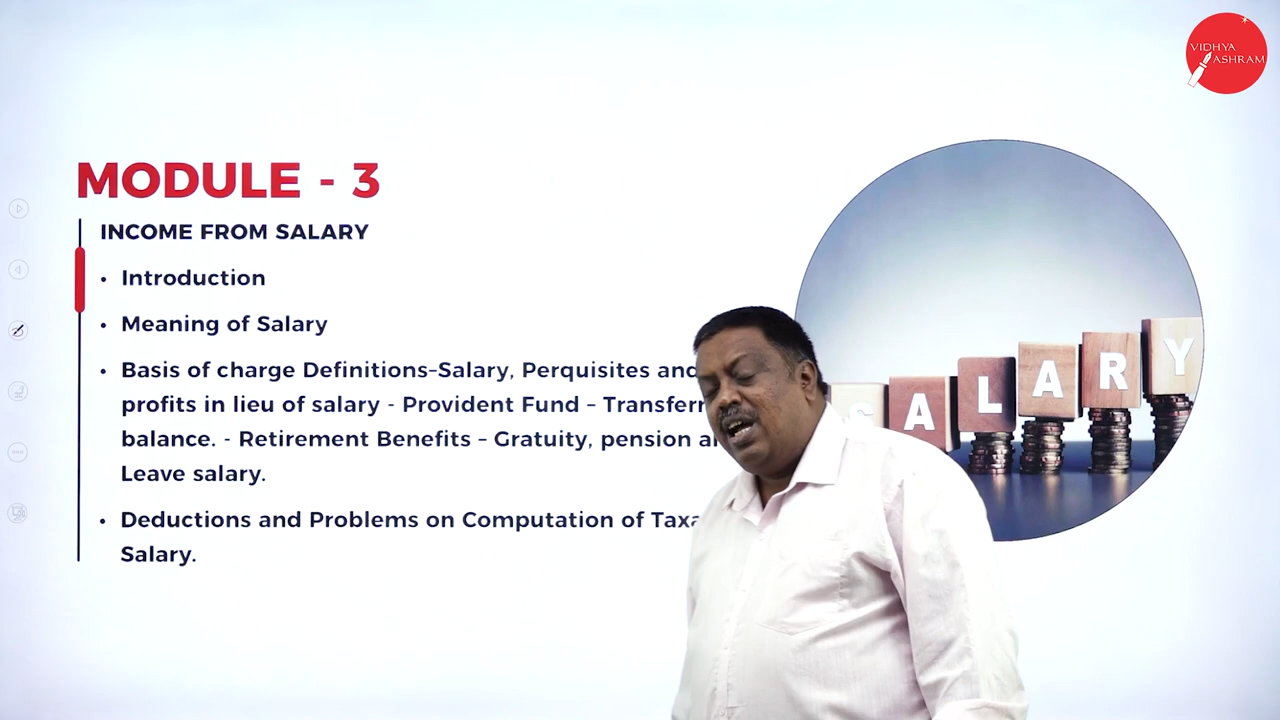 VIDHYA
ASHRAM
MODULE - 3
INCOME FROM SALARY
• Introduction
• Meaning of Salary
• Basis of charge Definitions–Salary, Perquisites and
profits in lieu of salary - Provident Fund – Transferr
balance. - Retirement Benefits – Gratuity, pension a
Leave salary.
• Deductions and Problems on Computation of Taxa
Salary.
SALARY